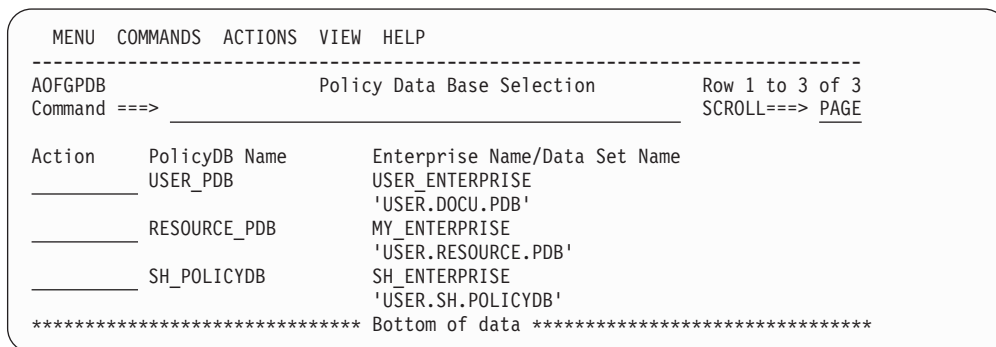 MENU COMMANDS ACTIONS VIEW HELP
-------------------------------------------------------------------------------
AOFGPDB Policy Data Base Selection Row 1 to 3 of 3
Command ===> SCROLL===> PAGE
Action PolicyDB Name Enterprise Name/Data Set Name
USER_PDB USER_ENTERPRISE
'USER.DOCU.PDB'
RESOURCE_PDB MY_ENTERPRISE
'USER.RESOURCE.PDB'
SH_POLICYDB SH_ENTERPRISE
'USER.SH.POLICYDB'
******************************* Bottom of data ********************************